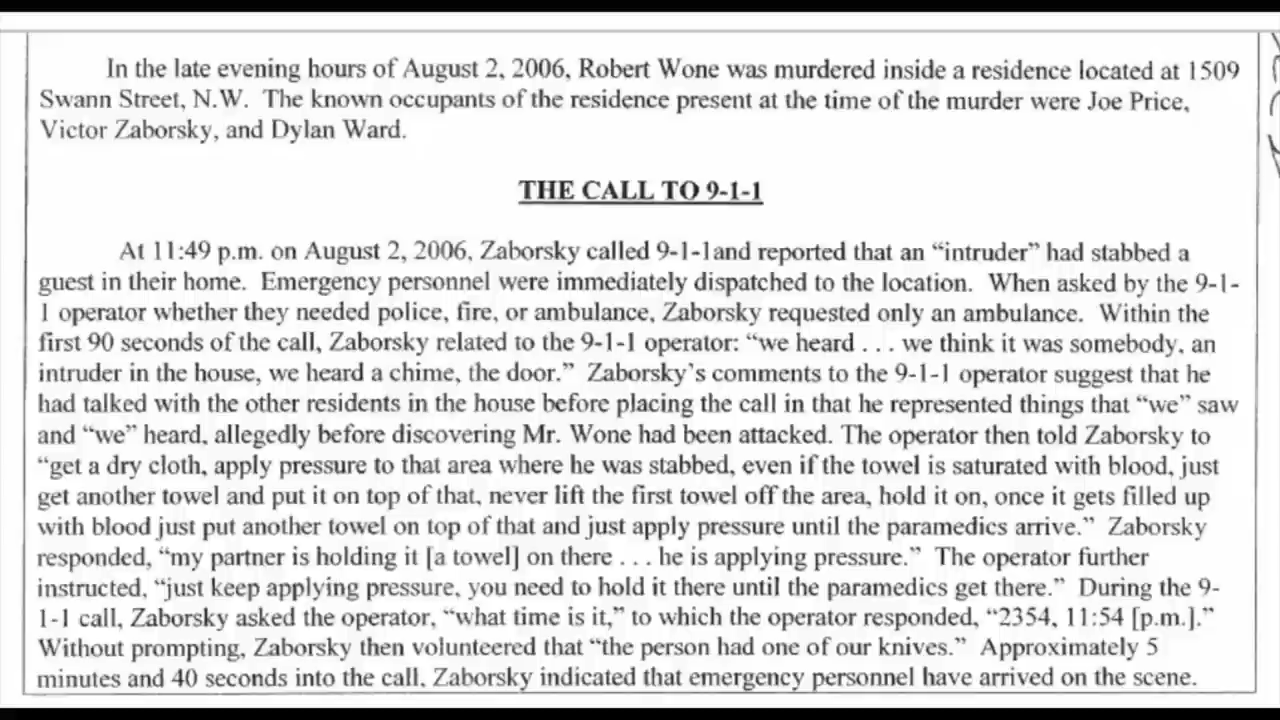 In the late evening hours of August 2, 2006, Robert Wone was murdered inside a residence located at 1509
Swann Street, N.W.  The known occupants of the residence present at the time of the murder were Joe Price,
Victor Zaborsky, and Dylan Ward.
THE CALL TO 9-1-1
At 11:49 p.m. on August 2, 2006, Zaborsky called 9-1-1and reported that an “intruder” had stabbed a
guest in their home.  Emergency personnel were immediately dispatched to the location.  When asked by the 9-1-
1 operator whether they needed police, fire, or ambulance, Zaborsky requested only an ambulance.  Within the
first 90 seconds of the call, Zaborsky related to the 9-1-1 operator: “we heard . . . we think it was somebody, an
intruder in the house, we heard a chime, the door.”  Zaborsky’s comments to the 9-1-1 operator suggest that he
had talked with the other residents in the house before placing the call in that he represented things that “we” saw
and “we” heard, allegedly before discovering Mr. Wone had been attacked. The operator then told Zaborsky to
“get a dry cloth, apply pressure to that area where he was stabbed, even if the towel is saturated with blood, just
get another towel and put it on top of that, never lift the first towel off the area, hold it on, once it gets filled up
with blood just put another towel on top of that and just apply pressure until the paramedics arrive.”  Zaborsky
responded, “my partner is holding it [a towel] on there . . . he is applying pressure.”  The operator further
instructed, “just keep applying pressure, you need to hold it there until the paramedics get there.”  During the 9-
1-1 call, Zaborsky asked the operator, “what time is it,” to which the operator responded, “2354, 11:54 [p.m.].”
Without prompting, Zaborsky then volunteered that “the person had one of our knives.”  Approximately 5
minutes and 40 seconds into the call, Zaborsky indicated that emergency personnel have arrived on the scene.